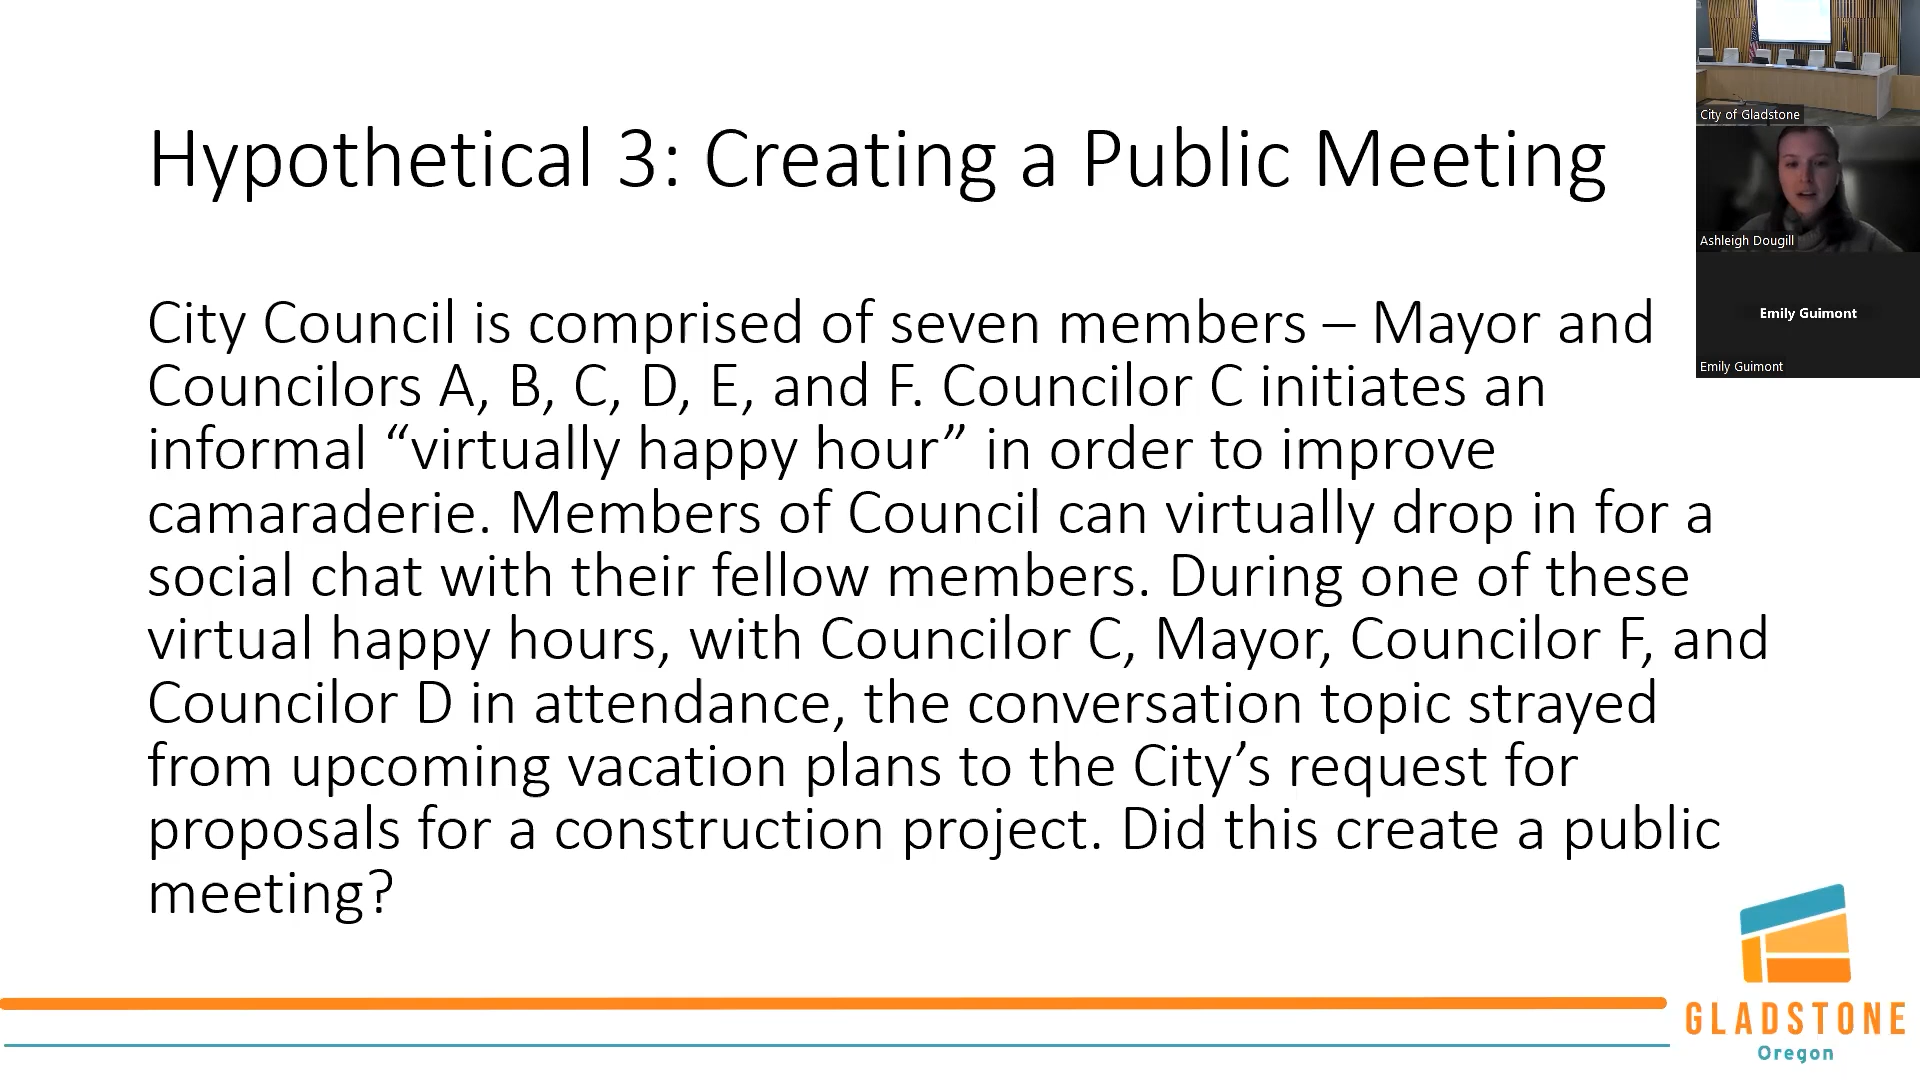 Hypothetical 3: Creating a Public Meeting
City Council is comprised of seven members – Mayor and
Councilors A, B, C, D, E, and F. Councilor C initiates an
informal “virtually happy hour” in order to improve
camaraderie. Members of Council can virtually drop in for a
social chat with their fellow members. During one of these
virtual happy hours, with Councilor C, Mayor, Councilor F, and
Councilor D in attendance, the conversation topic strayed
from upcoming vacation plans to the City’s request for
proposals for a construction project. Did this create a public
meeting?
City of Gladstone
Ashleigh Dougill
Emily Guimont
Emily Guimont
GLADSTONE
Oregon